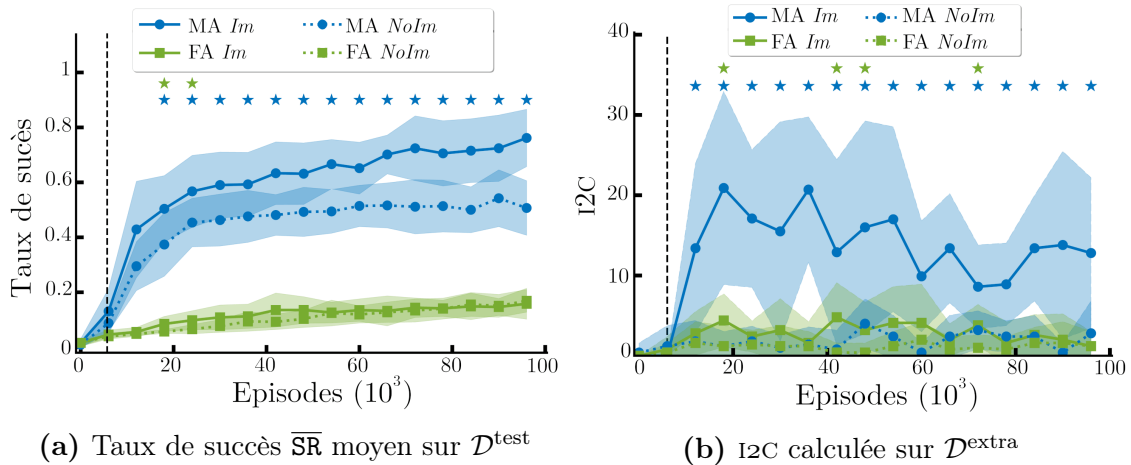 MA Im
MA NoIm
FA Im
FA NoIm
Taux de sucès
1
0.8
0.6
0.4
0.2
0
0
20
40
60
80
100
Episodes (10³)
(a) Taux de succès SR moyen sur D^test
MA Im
MA NoIm
FA Im
FA NoIm
I2C
40
30
20
10
0
0
20
40
60
80
100
Episodes (10³)
(b) I2C calculée sur D^extra